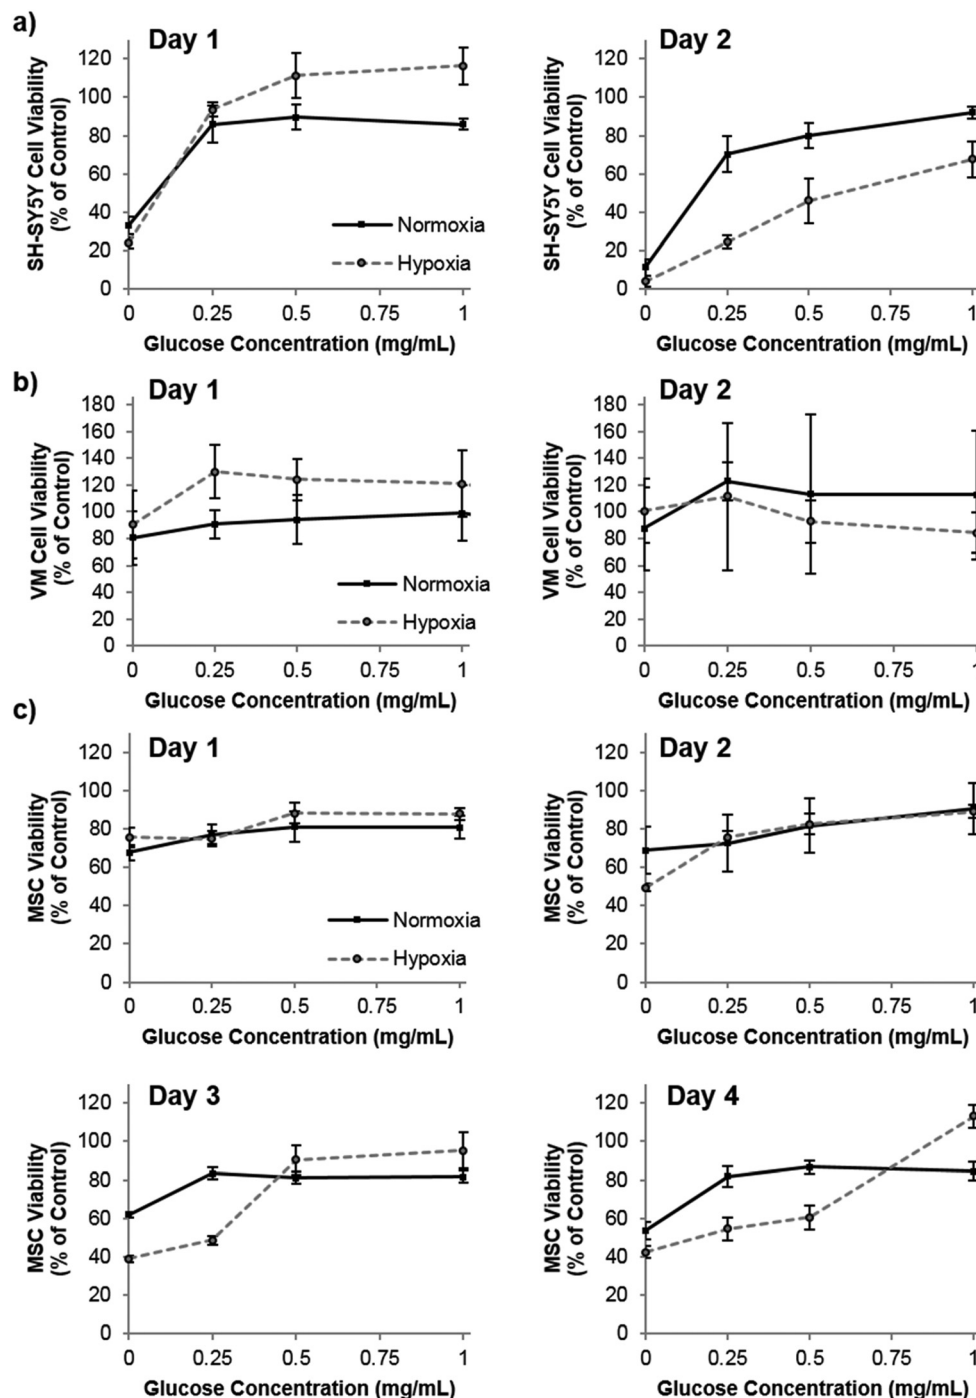 a)
Day 1
120
100
80
60
40
20
0
SH-SY5Y Cell Viability
(% of Control)
Normoxia
Hypoxia
0 0.25 0.5 0.75 1
Glucose Concentration (mg/mL)
Day 2
120
100
80
60
40
20
0
SH-SY5Y Cell Viability
(% of Control)
0 0.25 0.5 0.75 1
Glucose Concentration (mg/mL)
b)
Day 1
180
160
140
120
100
80
60
40
20
0
VM Cell Viability
(% of Control)
Normoxia
Hypoxia
0 0.25 0.5 0.75 1
Glucose Concentration (mg/mL)
Day 2
180
160
140
120
100
80
60
40
20
0
VM Cell Viability
(% of Control)
0 0.25 0.5 0.75 1
Glucose Concentration (mg/mL)
c)
Day 1
120
100
80
60
40
20
0
MSC Viability
(% of Control)
Normoxia
Hypoxia
0 0.25 0.5 0.75 1
Glucose Concentration (mg/mL)
Day 2
120
100
80
60
40
20
0
MSC Viability
(% of Control)
0 0.25 0.5 0.75 1
Glucose Concentration (mg/mL)
Day 3
120
100
80
60
40
20
0
MSC Viability
(% of Control)
0 0.25 0.5 0.75 1
Glucose Concentration (mg/mL)
Day 4
120
100
80
60
40
20
0
MSC Viability
(% of Control)
0 0.25 0.5 0.75 1
Glucose Concentration (mg/mL)